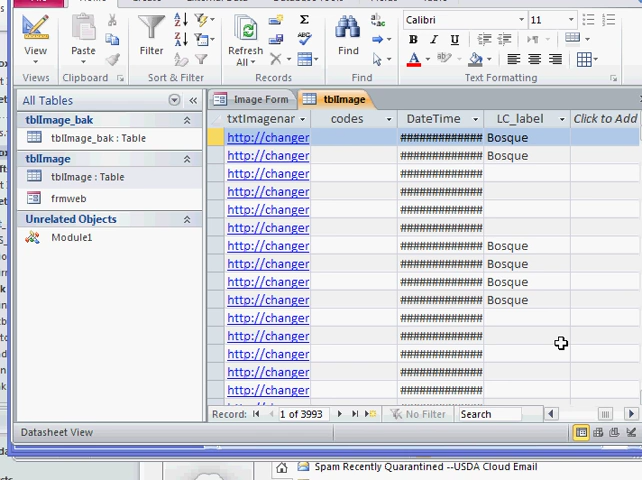 View
Views
Paste
Clipboard
Filter
Sort & Filter
Refresh
All
Records
Find
Find
Calibri
11
B I U
A
Text Formatting
All Tables
tblImage_bak
tblImage_bak : Table
tblImage
tblImage : Table
frmweb
Unrelated Objects
Module1
Image Form
tblImage
txtImagenar codes DateTime LC_label Click to Add
http://changer ############# Bosque
http://changer ############# Bosque
http://changer #############
http://changer #############
http://changer #############
http://changer #############
http://changer ############# Bosque
http://changer ############# Bosque
http://changer ############# Bosque
http://changer ############# Bosque
http://changer #############
http://changer #############
http://changer #############
http://changer #############
http://changer #############
Record: 1 of 3993 No Filter Search
Datasheet View
Spam Recently Quarantined --USDA Cloud Email